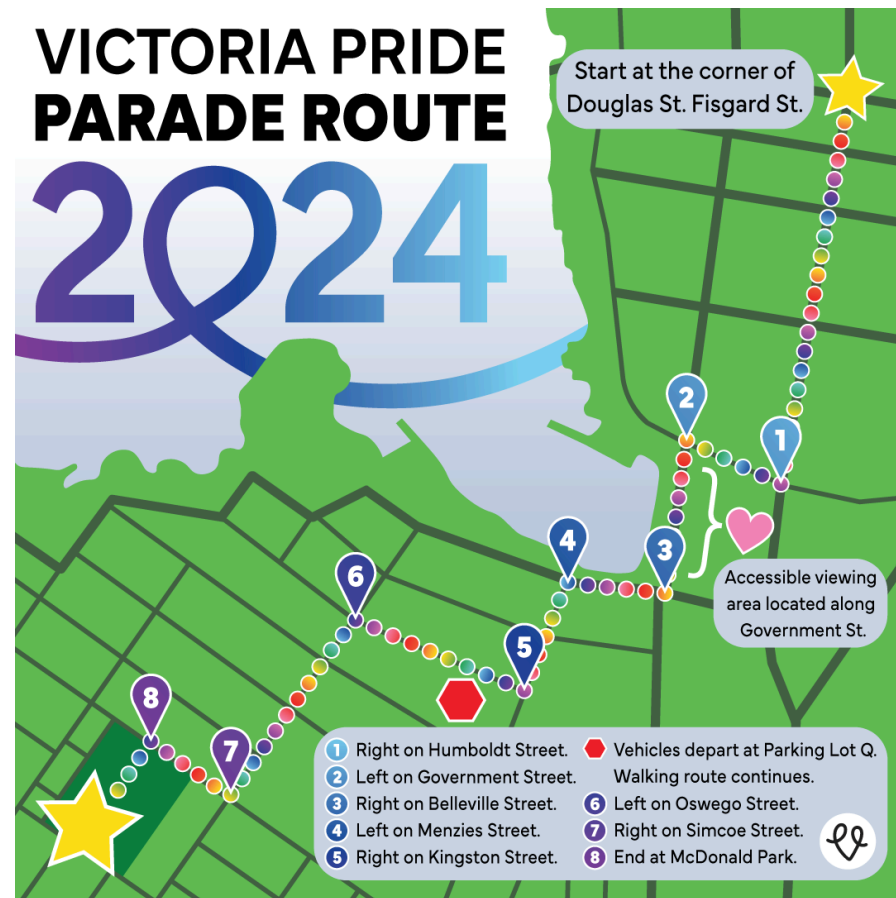 VICTORIA PRIDE
PARADE ROUTE
2024
Start at the corner of
Douglas St. Fisgard St.
2
1
4
3
6
5
8
7
Accessible viewing
area located along
Government St.
1 Right on Humboldt Street.
2 Left on Government Street.
3 Right on Belleville Street.
4 Left on Menzies Street.
5 Right on Kingston Street.
Vehicles depart at Parking Lot Q.
Walking route continues.
6 Left on Oswego Street.
7 Right on Simcoe Street.
8 End at McDonald Park.